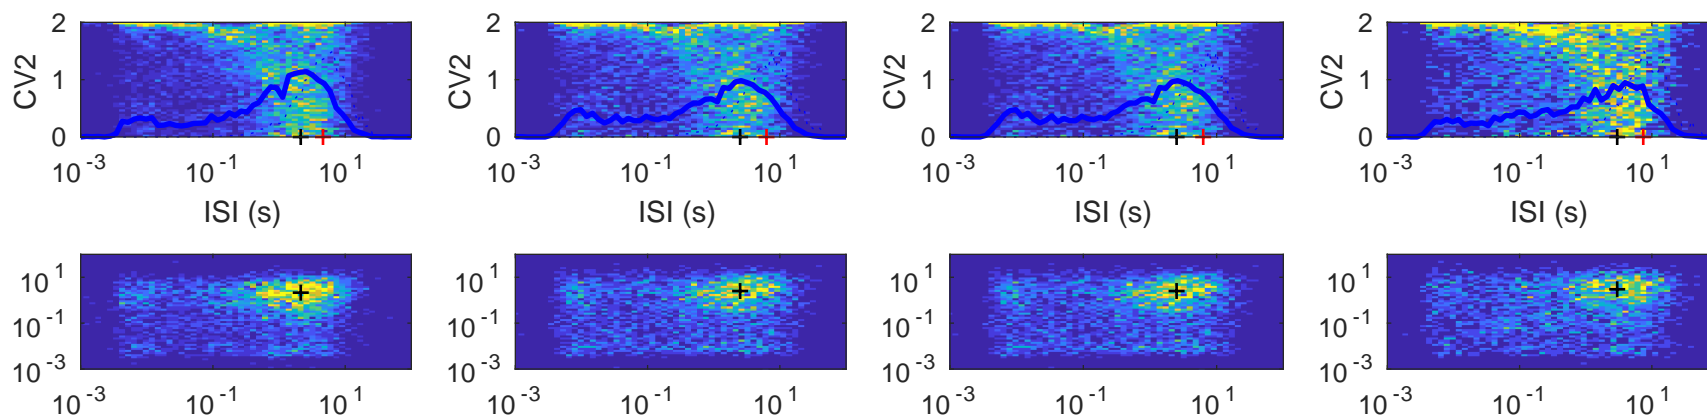 2 2 2 2
CV2 CV2 CV2 CV2
1 1 1 1
0 0 0 0
10^-3 10^-1 10^1 10^-3 10^-1 10^1 10^-3 10^-1 10^1 10^-3 10^-1 10^1
ISI (s) ISI (s) ISI (s) ISI (s)
10^1 10^1 10^1 10^1
10^-1 10^-1 10^-1 10^-1
10^-3 10^-3 10^-3 10^-3
10^-3 10^-1 10^1 10^-3 10^-1 10^1 10^-3 10^-1 10^1 10^-3 10^-1 10^1